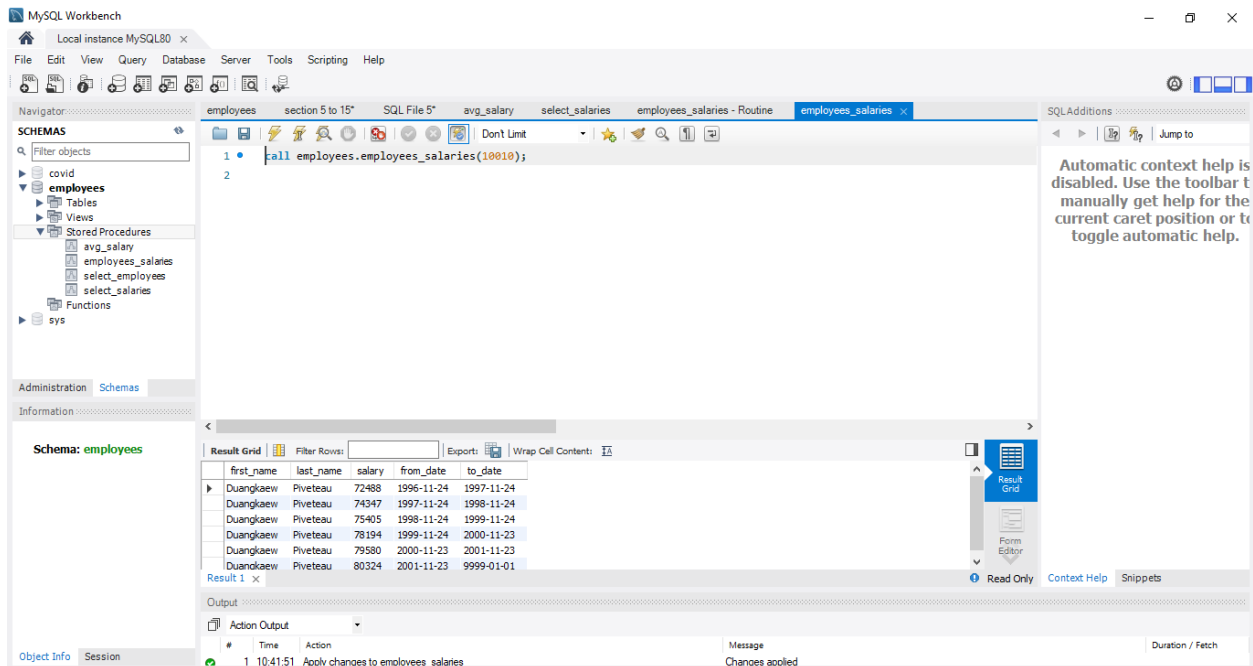 MySQL Workbench
Local instance MySQL80
File Edit View Query Database Server Tools Scripting Help
Navigator
SCHEMAS
Filter objects
covid
employees
Tables
Views
Stored Procedures
avg_salary
employees_salaries
select_employees
select_salaries
Functions
sys
Administration Schemas
Information
Schema: employees
Object Info Session
employees section 5 to 15* SQL File 5* avg_salary select_salaries employees_salaries - Routine employees_salaries
Don't Limit
1 call employees.employees_salaries(10010);
2
Result Grid Filter Rows: Export: Wrap Cell Content:
first_name last_name salary from_date to_date
Duangkaew Piveteau 72488 1996-11-24 1997-11-24
Duangkaew Piveteau 74347 1997-11-24 1998-11-24
Duangkaew Piveteau 75405 1998-11-24 1999-11-24
Duangkaew Piveteau 78194 1999-11-24 2000-11-23
Duangkaew Piveteau 79580 2000-11-23 2001-11-23
Duangkaew Piveteau 80324 2001-11-23 9999-01-01
Result
Grid
Form
Editor
Result 1 Read Only
Output
Action Output
# Time Action Message Duration / Fetch
1 10:41:51 Apply changes to employees_salaries Changes applied
SQLAdditions
Jump to
Automatic context help is
disabled. Use the toolbar t
manually get help for the
current caret position or to
toggle automatic help.
Context Help Snippets